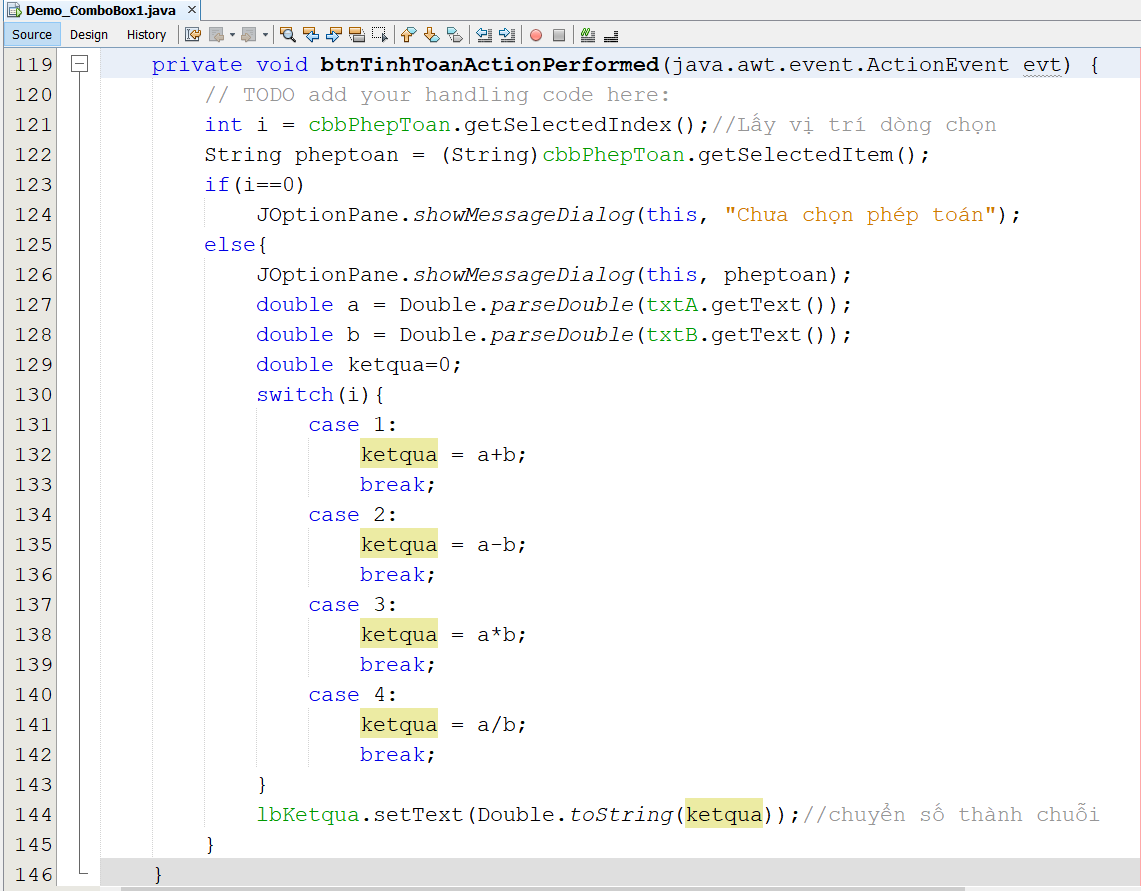 Demo_ComboBox1.java ×
Source Design History
119 private void btnTinhToanActionPerformed(java.awt.event.ActionEvent evt) {
120 // TODO add your handling code here:
121 int i = cbbPhepToan.getSelectedIndex();//Lấy vị trí dòng chọn
122 String pheptoan = (String)cbbPhepToan.getSelectedItem();
123 if(i==0)
124 JOptionPane.showMessageDialog(this, "Chưa chọn phép toán");
125 else{
126 JOptionPane.showMessageDialog(this, pheptoan);
127 double a = Double.parseDouble(txtA.getText());
128 double b = Double.parseDouble(txtB.getText());
129 double ketqua=0;
130 switch(i){
131 case 1:
132 ketqua = a+b;
133 break;
134 case 2:
135 ketqua = a-b;
136 break;
137 case 3:
138 ketqua = a*b;
139 break;
140 case 4:
141 ketqua = a/b;
142 break;
143 }
144 lbKetqua.setText(Double.toString(ketqua));//chuyển số thành chuỗi
145 }
146 }